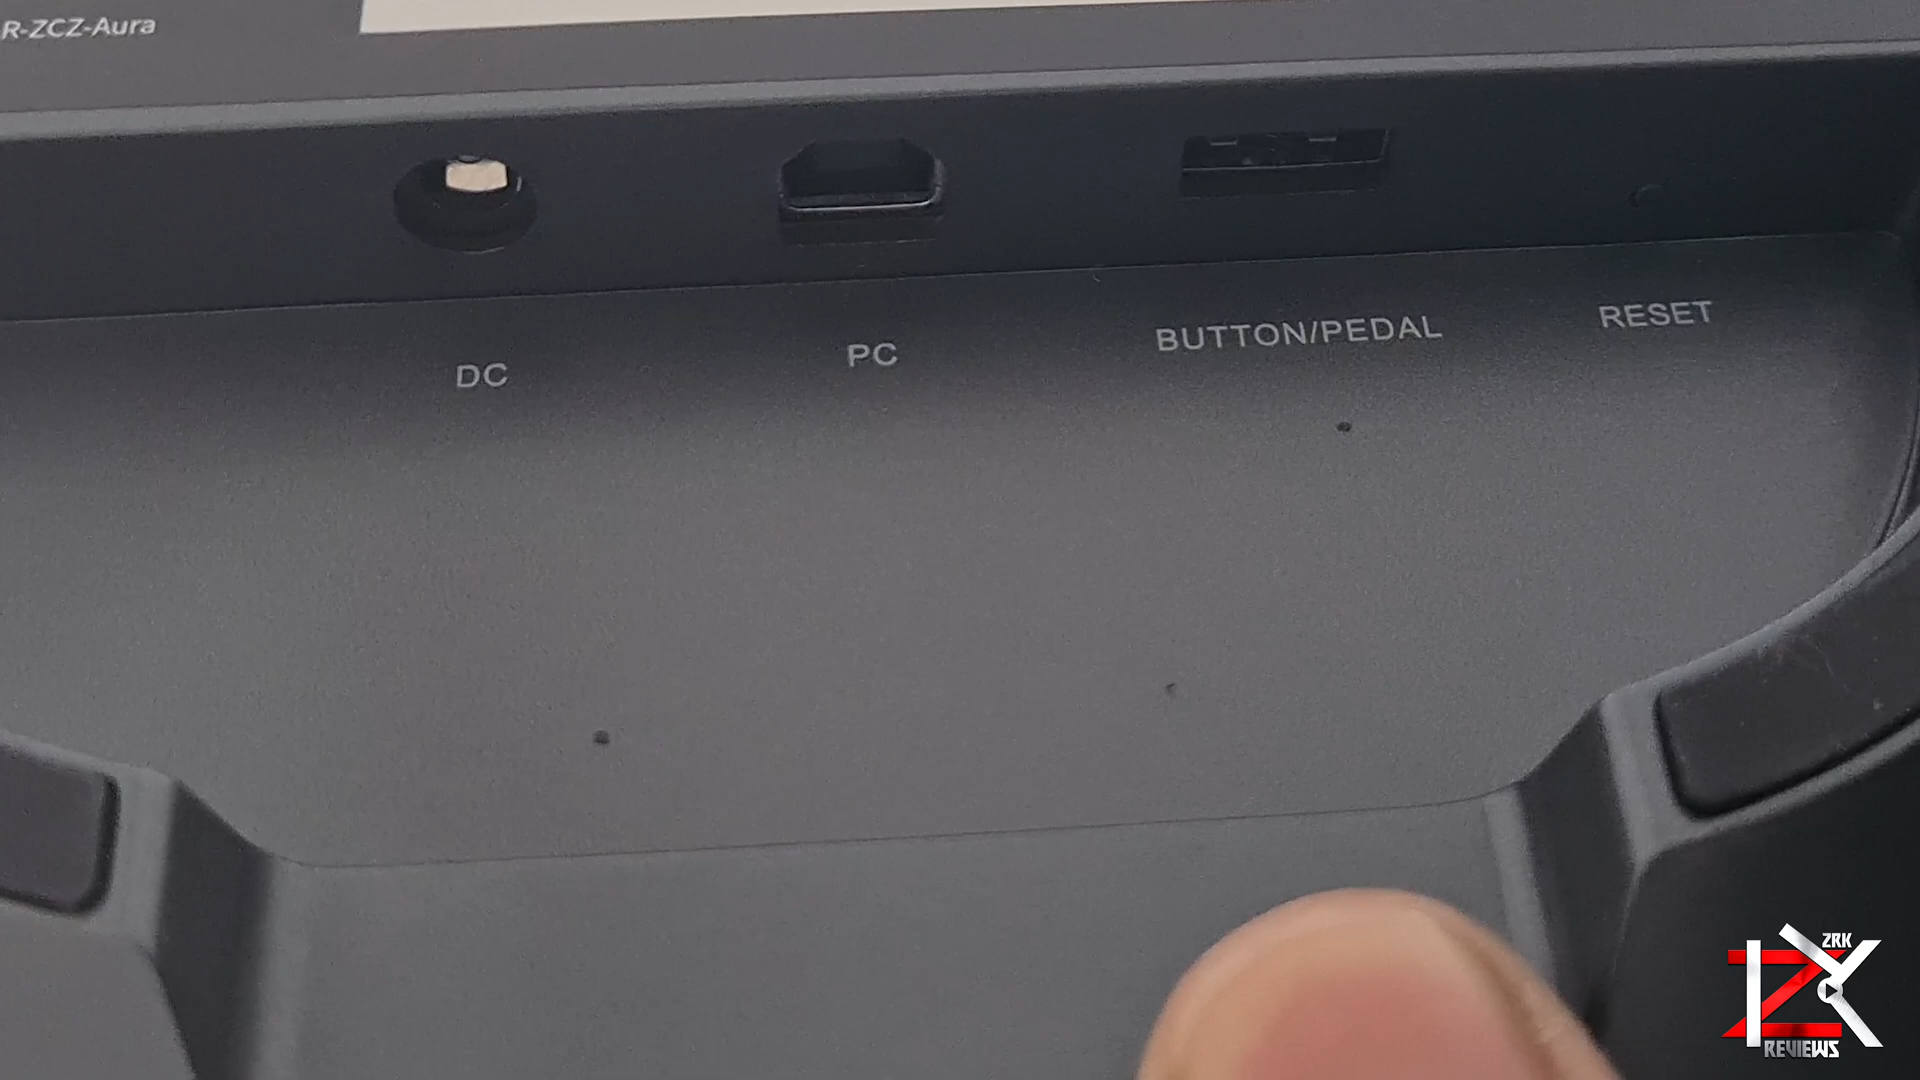 R-ZCZ-Aura
DC
PC
BUTTON/PEDAL
RESET
ZRK
REVIEWS